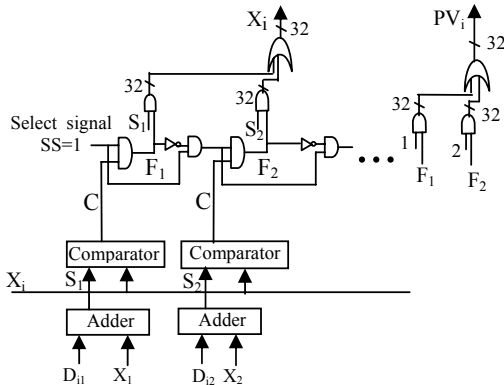 X_i
PV_i
32
32
32
32
32
32
S_1
S_2
Select signal
SS=1
F_1
F_2
1
2
F_1
F_2
C
C
Comparator
Comparator
X_i
S_1
S_2
Adder
Adder
D_i1
X_1
D_i2
X_2